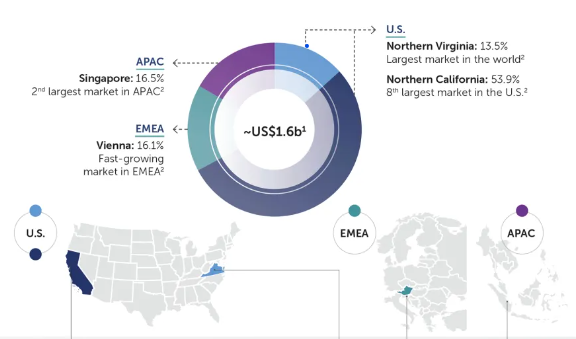 U.S.
Northern Virginia: 13.5%
Largest market in the world²
Northern California: 53.9%
8th largest market in the U.S.²
APAC
Singapore: 16.5%
2nd largest market in APAC²
EMEA
Vienna: 16.1%
Fast-growing
market in EMEA²
~US$1.6b¹
U.S.
EMEA
APAC